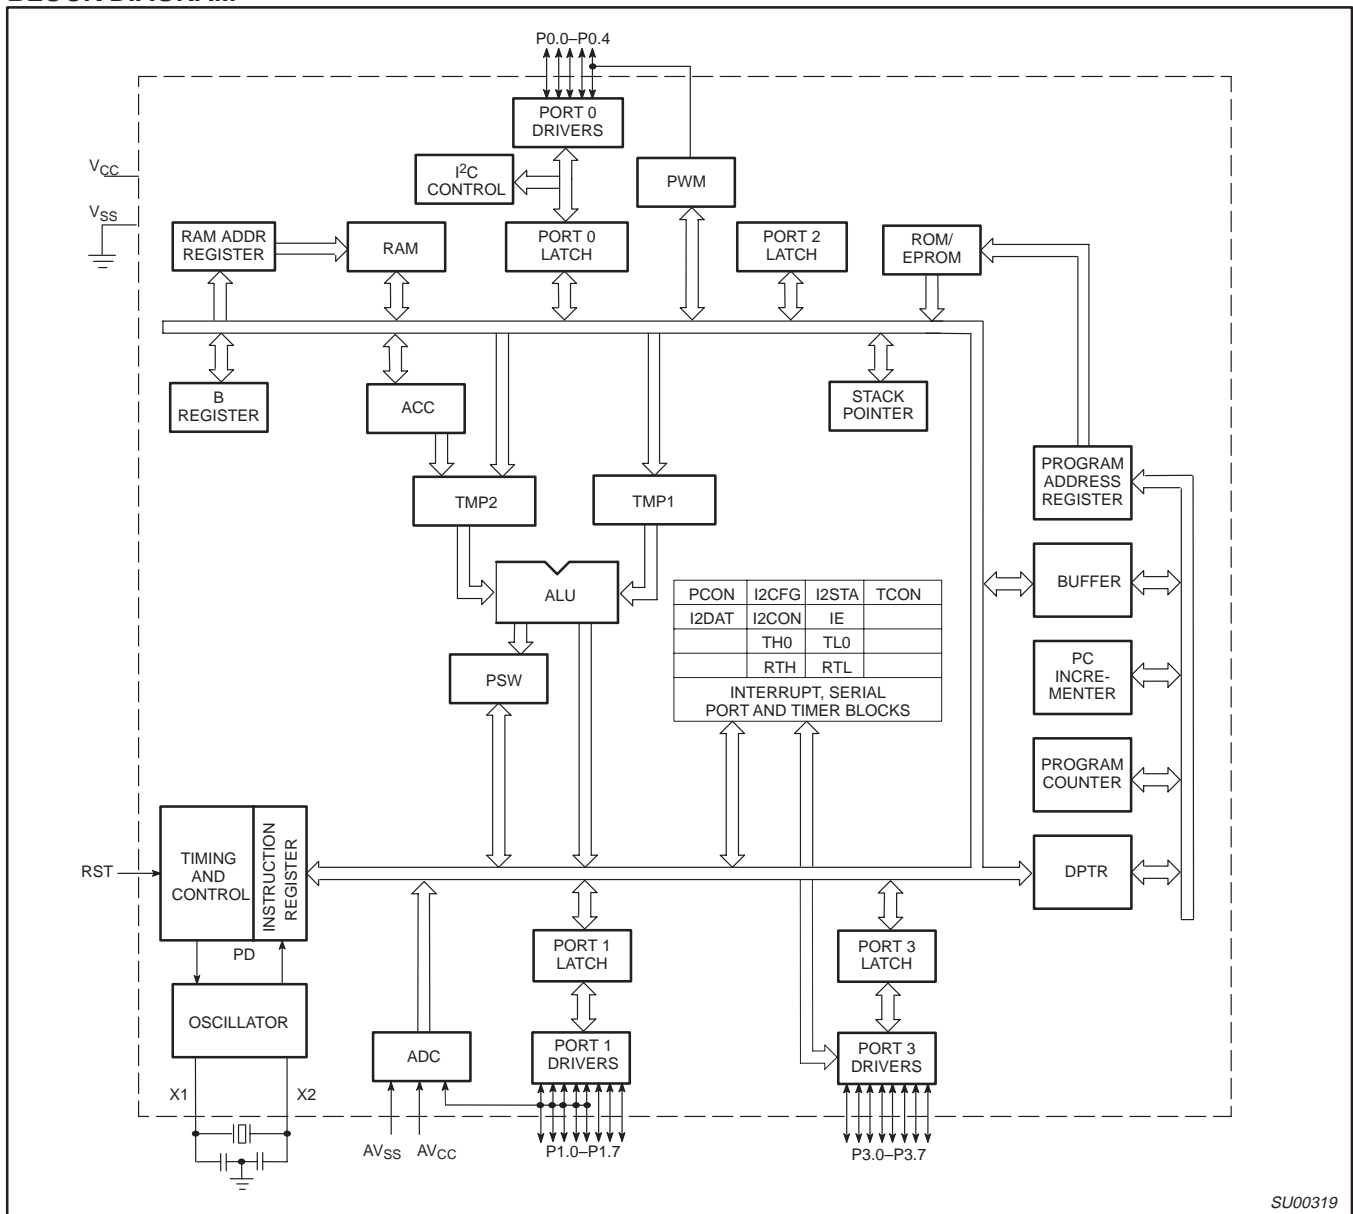 P0.0–P0.4
PORT 0
DRIVERS
VCC
I2C
CONTROL
PWM
VSS
RAM ADDR
REGISTER
RAM
PORT 0
LATCH
PORT 2
LATCH
ROM/
EPROM
B
REGISTER
ACC
STACK
POINTER
PROGRAM
ADDRESS
REGISTER
TMP2
TMP1
BUFFER
ALU
PCON I2CFG I2STA TCON
I2DAT I2CON IE
TH0 TL0
RTH RTL
INTERRUPT, SERIAL
PORT AND TIMER BLOCKS
PSW
PC
INCRE-
MENTER
PROGRAM
COUNTER
RST
TIMING
AND
CONTROL
INSTRUCTION
REGISTER
DPTR
PD
PORT 1
LATCH
PORT 3
LATCH
OSCILLATOR
ADC
PORT 1
DRIVERS
PORT 3
DRIVERS
X1
X2
AVSS
AVCC
P1.0–P1.7
P3.0–P3.7
SU00319